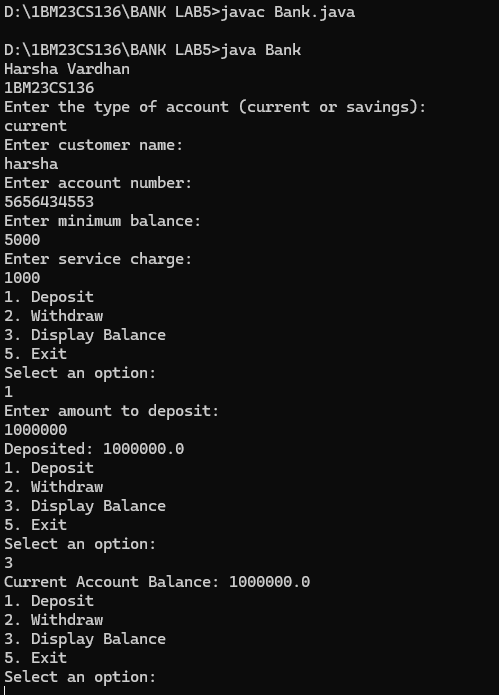 D:\1BM23CS136\BANK LAB5>javac Bank.java
D:\1BM23CS136\BANK LAB5>java Bank
Harsha Vardhan
1BM23CS136
Enter the type of account (current or savings):
current
Enter customer name:
harsha
Enter account number:
5656434553
Enter minimum balance:
5000
Enter service charge:
1000
1. Deposit
2. Withdraw
3. Display Balance
5. Exit
Select an option:
1
Enter amount to deposit:
1000000
Deposited: 1000000.0
1. Deposit
2. Withdraw
3. Display Balance
5. Exit
Select an option:
3
Current Account Balance: 1000000.0
1. Deposit
2. Withdraw
3. Display Balance
5. Exit
Select an option: